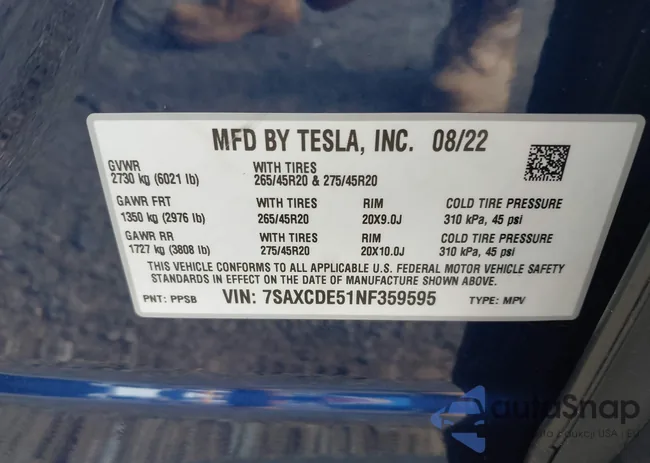 MFD BY TESLA, INC. 08/22
GVWR
2730 kg (6021 lb)
WITH TIRES
265/45R20 & 275/45R20
GAWR FRT WITH TIRES RIM COLD TIRE PRESSURE
1350 kg (2976 lb) 265/45R20 20X9.0J 310 kPa, 45 psi
GAWR RR WITH TIRES RIM COLD TIRE PRESSURE
1727 kg (3808 lb) 275/45R20 20X10.0J 310 kPa, 45 psi
THIS VEHICLE CONFORMS TO ALL APPLICABLE U.S. FEDERAL MOTOR VEHICLE SAFETY
STANDARDS IN EFFECT ON THE DATE OF MANUFACTURE SHOWN ABOVE.
PNT: PPSB VIN: 7SAXCDE51NF359595 TYPE: MPV
autoSnap
auta z aukcji USA - EU